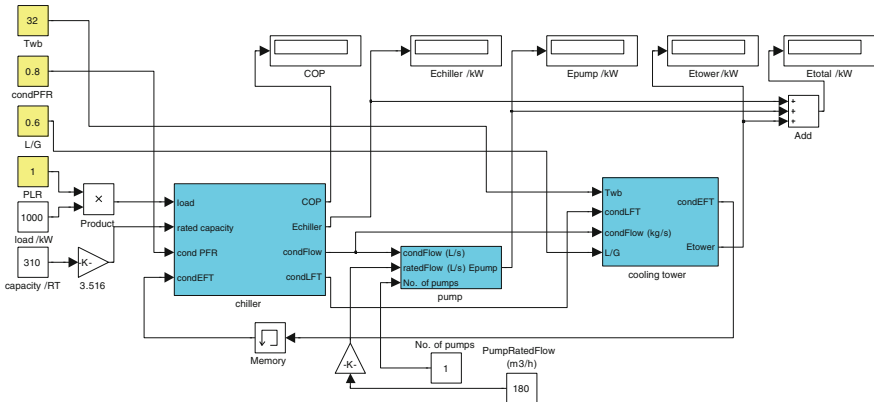 32
Twb
0.8
condPFR
0.6
L/G
1
PLR
1000
load /kW
310
capacity /RT
-K-
3.516
×
Product
COP
Echiller /kW
Epump /kW
Etower /kW
Etotal /kW
+
+
+
Add
load
rated capacity
cond PFR
condEFT
COP
Echiller
condFlow
condLFT
chiller
condFlow (L/s)
ratedFlow (L/s) Epump
No. of pumps
pump
Twb
condLFT
condFlow (kg/s)
L/G
condEFT
Etower
cooling tower
Memory
-K-
No. of pumps
1
PumpRatedFlow
(m3/h)
180